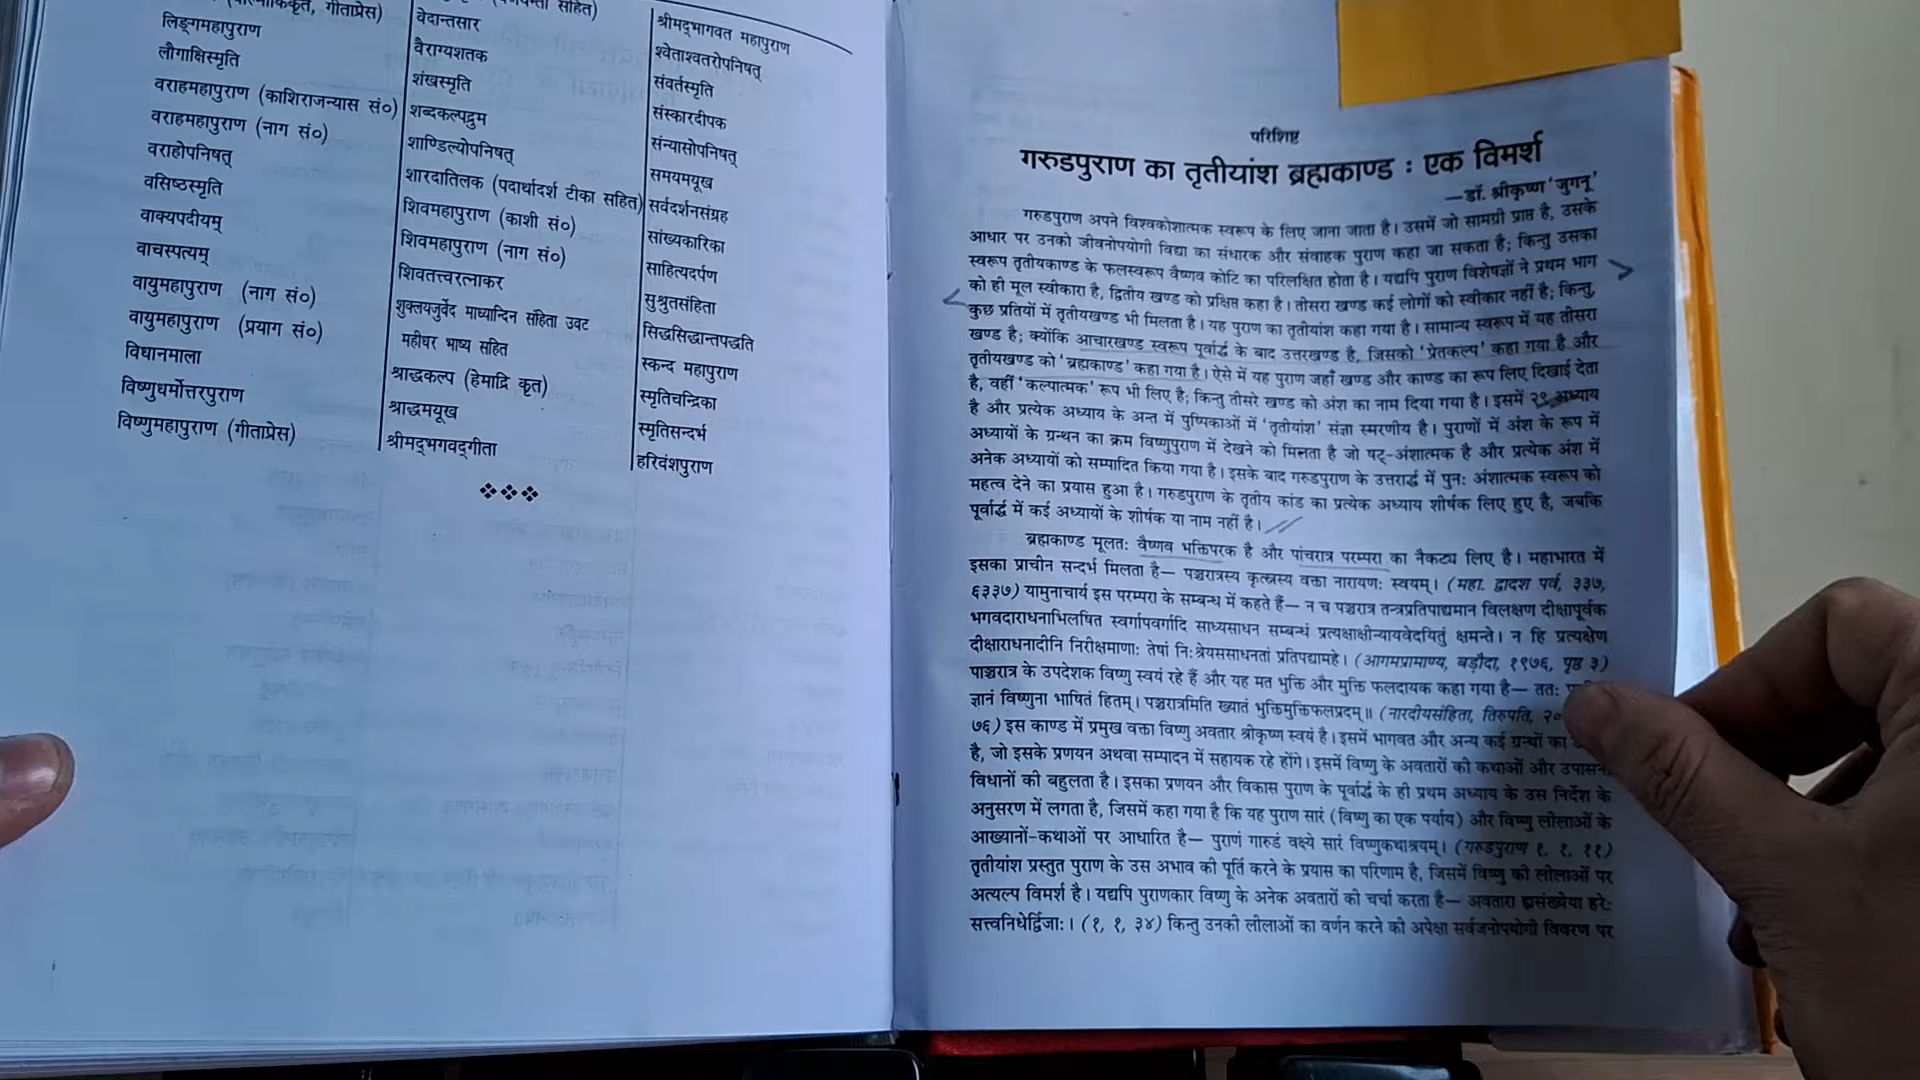 गीताप्रेस)
लिङ्गमहापुराण
लौगाक्षिस्मृति
वराहमहापुराण (काशिराजन्यास सं०)
वराहमहापुराण (नाग सं०)
वराहोपनिषत्
वसिष्ठस्मृति
वाक्यपदीयम्
वाचस्पत्यम्
वायुमहापुराण (नाग सं०)
वायुमहापुराण (प्रयाग सं०)
विधानमाला
विष्णुधर्मोत्तरपुराण
विष्णुमहापुराण (गीताप्रेस)
सहित)
वेदान्तसार
वैराग्यशतक
शंखस्मृति
शब्दकल्पद्रुम
शाण्डिल्योपनिषत्
शारदातिलक (पदार्थादर्श टीका सहित)
शिवमहापुराण (काशी सं०)
शिवमहापुराण (नाग सं०)
शिवतत्त्वरत्नाकर
शुक्लयजुर्वेद माध्यान्दिन संहिता उवट
महीधर भाष्य सहित
श्राद्धकल्प (हेमाद्रि कृत)
श्राद्धमयूख
श्रीमद्भगवद्गीता
श्रीमद्भागवत महापुराण
श्वेताश्वतरोपनिषत्
संवर्तस्मृति
संस्कारदीपक
संन्यासोपनिषत्
समयमयूख
सर्वदर्शनसंग्रह
सांख्यकारिका
साहित्यदर्पण
सुश्रुतसंहिता
सिद्धसिद्धान्तपद्धति
स्कन्द महापुराण
स्मृतिचन्द्रिका
स्मृतिसन्दर्भ
हरिवंशपुराण
परिशिष्ट
गरुडपुराण का तृतीयांश ब्रह्मकाण्ड : एक विमर्श
—डॉ. श्रीकृष्ण 'जुगनू'
गरुडपुराण अपने विश्वकोशात्मक स्वरूप के लिए जाना जाता है। उसमें जो सामग्री प्राप्त है, उसके
आधार पर उनको जीवनोपयोगी विद्या का संधारक और संवाहक पुराण कहा जा सकता है; किन्तु उसका
स्वरूप तृतीयकाण्ड के फलस्वरूप वैष्णव कोटि का परिलक्षित होता है। यद्यपि पुराण विशेषज्ञों ने प्रथम भाग
को ही मूल स्वीकारा है, द्वितीय खण्ड को प्रक्षिप्त कहा है। तीसरा खण्ड कई लोगों को स्वीकार नहीं है; किन्तु,
कुछ प्रतियों में तृतीयखण्ड भी मिलता है। यह पुराण का तृतीयांश कहा गया है। सामान्य स्वरूप में यह तीसरा
खण्ड है; क्योंकि आचारखण्ड स्वरूप पूर्वार्द्ध के बाद उत्तरखण्ड है, जिसको 'प्रेतकल्प' कहा गया है और
तृतीयखण्ड को 'ब्रह्मकाण्ड' कहा गया है। ऐसे में यह पुराण जहाँ खण्ड और काण्ड का रूप लिए दिखाई देता
है, वहीं 'कल्पात्मक' रूप भी लिए है; किन्तु तीसरे खण्ड को अंश का नाम दिया गया है। इसमें २९ अध्याय
है और प्रत्येक अध्याय के अन्त में पुष्पिकाओं में 'तृतीयांश' संज्ञा स्मरणीय है। पुराणों में अंश के रूप में
अध्यायों के ग्रन्थन का क्रम विष्णुपुराण में देखने को मिलता है जो षट्-अंशात्मक है और प्रत्येक अंश में
अनेक अध्यायों को सम्पादित किया गया है। इसके बाद गरुडपुराण के उत्तरार्द्ध में पुनः अंशात्मक स्वरूप को
महत्व देने का प्रयास हुआ है। गरुडपुराण के तृतीय कांड का प्रत्येक अध्याय शीर्षक लिए हुए है, जबकि
पूर्वार्द्ध में कई अध्यायों के शीर्षक या नाम नहीं है।
ब्रह्मकाण्ड मूलतः वैष्णव भक्तिपरक है और पांचरात्र परम्परा का नैकट्य लिए है। महाभारत में
इसका प्राचीन सन्दर्भ मिलता है— पञ्चरात्रस्य कृत्स्नस्य वक्ता नारायणः स्वयम्। (महा. द्वादश पर्व, ३३७,
६३३७) यामुनाचार्य इस परम्परा के सम्बन्ध में कहते हैं— न च पञ्चरात्र तन्त्रप्रतिपाद्यमान विलक्षण दीक्षापूर्वक
भगवदाराधनाभिलषित स्वर्गापवर्गादि साध्यसाधन सम्बन्धं प्रत्यक्षाक्षीन्यायवेदयितुं क्षमन्ते। न हि प्रत्यक्षेण
दीक्षाराधनादीनि निरीक्षमाणाः तेषां निःश्रेयससाधनतां प्रतिपद्यामहे। (आगमप्रामाण्य, बड़ौदा, १९७६, पृष्ठ ३)
पाञ्चरात्र के उपदेशक विष्णु स्वयं रहे हैं और यह मत भुक्ति और मुक्ति फलदायक कहा गया है— ततः
ज्ञानं विष्णुना भाषितं हितम्। पञ्चरात्रमिति ख्यातं भुक्तिमुक्तिफलप्रदम्॥ (नारदीयसंहिता, तिरुपति,
७६) इस काण्ड में प्रमुख वक्ता विष्णु अवतार श्रीकृष्ण स्वयं है। इसमें भागवत और अन्य कई ग्रन्थों का
है, जो इसके प्रणयन अथवा सम्पादन में सहायक रहे होंगे। इसमें विष्णु के अवतारों की कथाओं और
विधानों की बहुलता है। इसका प्रणयन और विकास पुराण के पूर्वार्द्ध के ही प्रथम अध्याय के उस निर्देश के
अनुसरण में लगता है, जिसमें कहा गया है कि यह पुराण सारं (विष्णु का एक पर्याय) और विष्णु लीलाओं के
आख्यानों-कथाओं पर आधारित है— पुराणं गारुडं वक्ष्ये सारं विष्णुकथाश्रयम्। (गरुडपुराण १, १, ११)
तृतीयांश प्रस्तुत पुराण के उस अभाव की पूर्ति करने के प्रयास का परिणाम है, जिसमें विष्णु की लीलाओं पर
अत्यल्प विमर्श है। यद्यपि पुराणकार विष्णु के अनेक अवतारों की चर्चा करता है— अवतारा ह्यसंख्येया हरेः
सत्त्वनिधेर्द्विजाः। (१, १, ३४) किन्तु उनकी लीलाओं का वर्णन करने की अपेक्षा सर्वजनोपयोगी विवरण पर